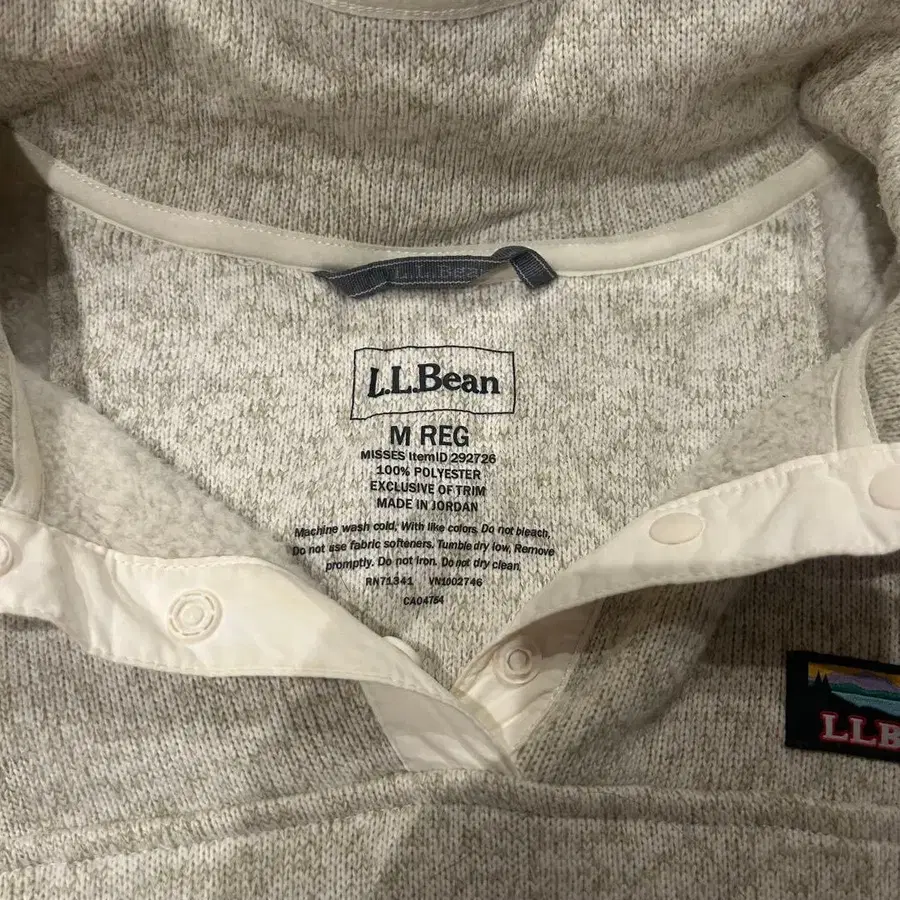 L.L.Bean
L.L.Bean
M REG
MISSES ItemID 292726
100% POLYESTER
EXCLUSIVE OF TRIM
MADE IN JORDAN
Machine wash cold, With like colors. Do not bleach,
Do not use fabric softeners. Tumble dry low, Remove
promptly. Do not iron. Do not dry clean.
RN71341 VN1002746
CA04754
LLB